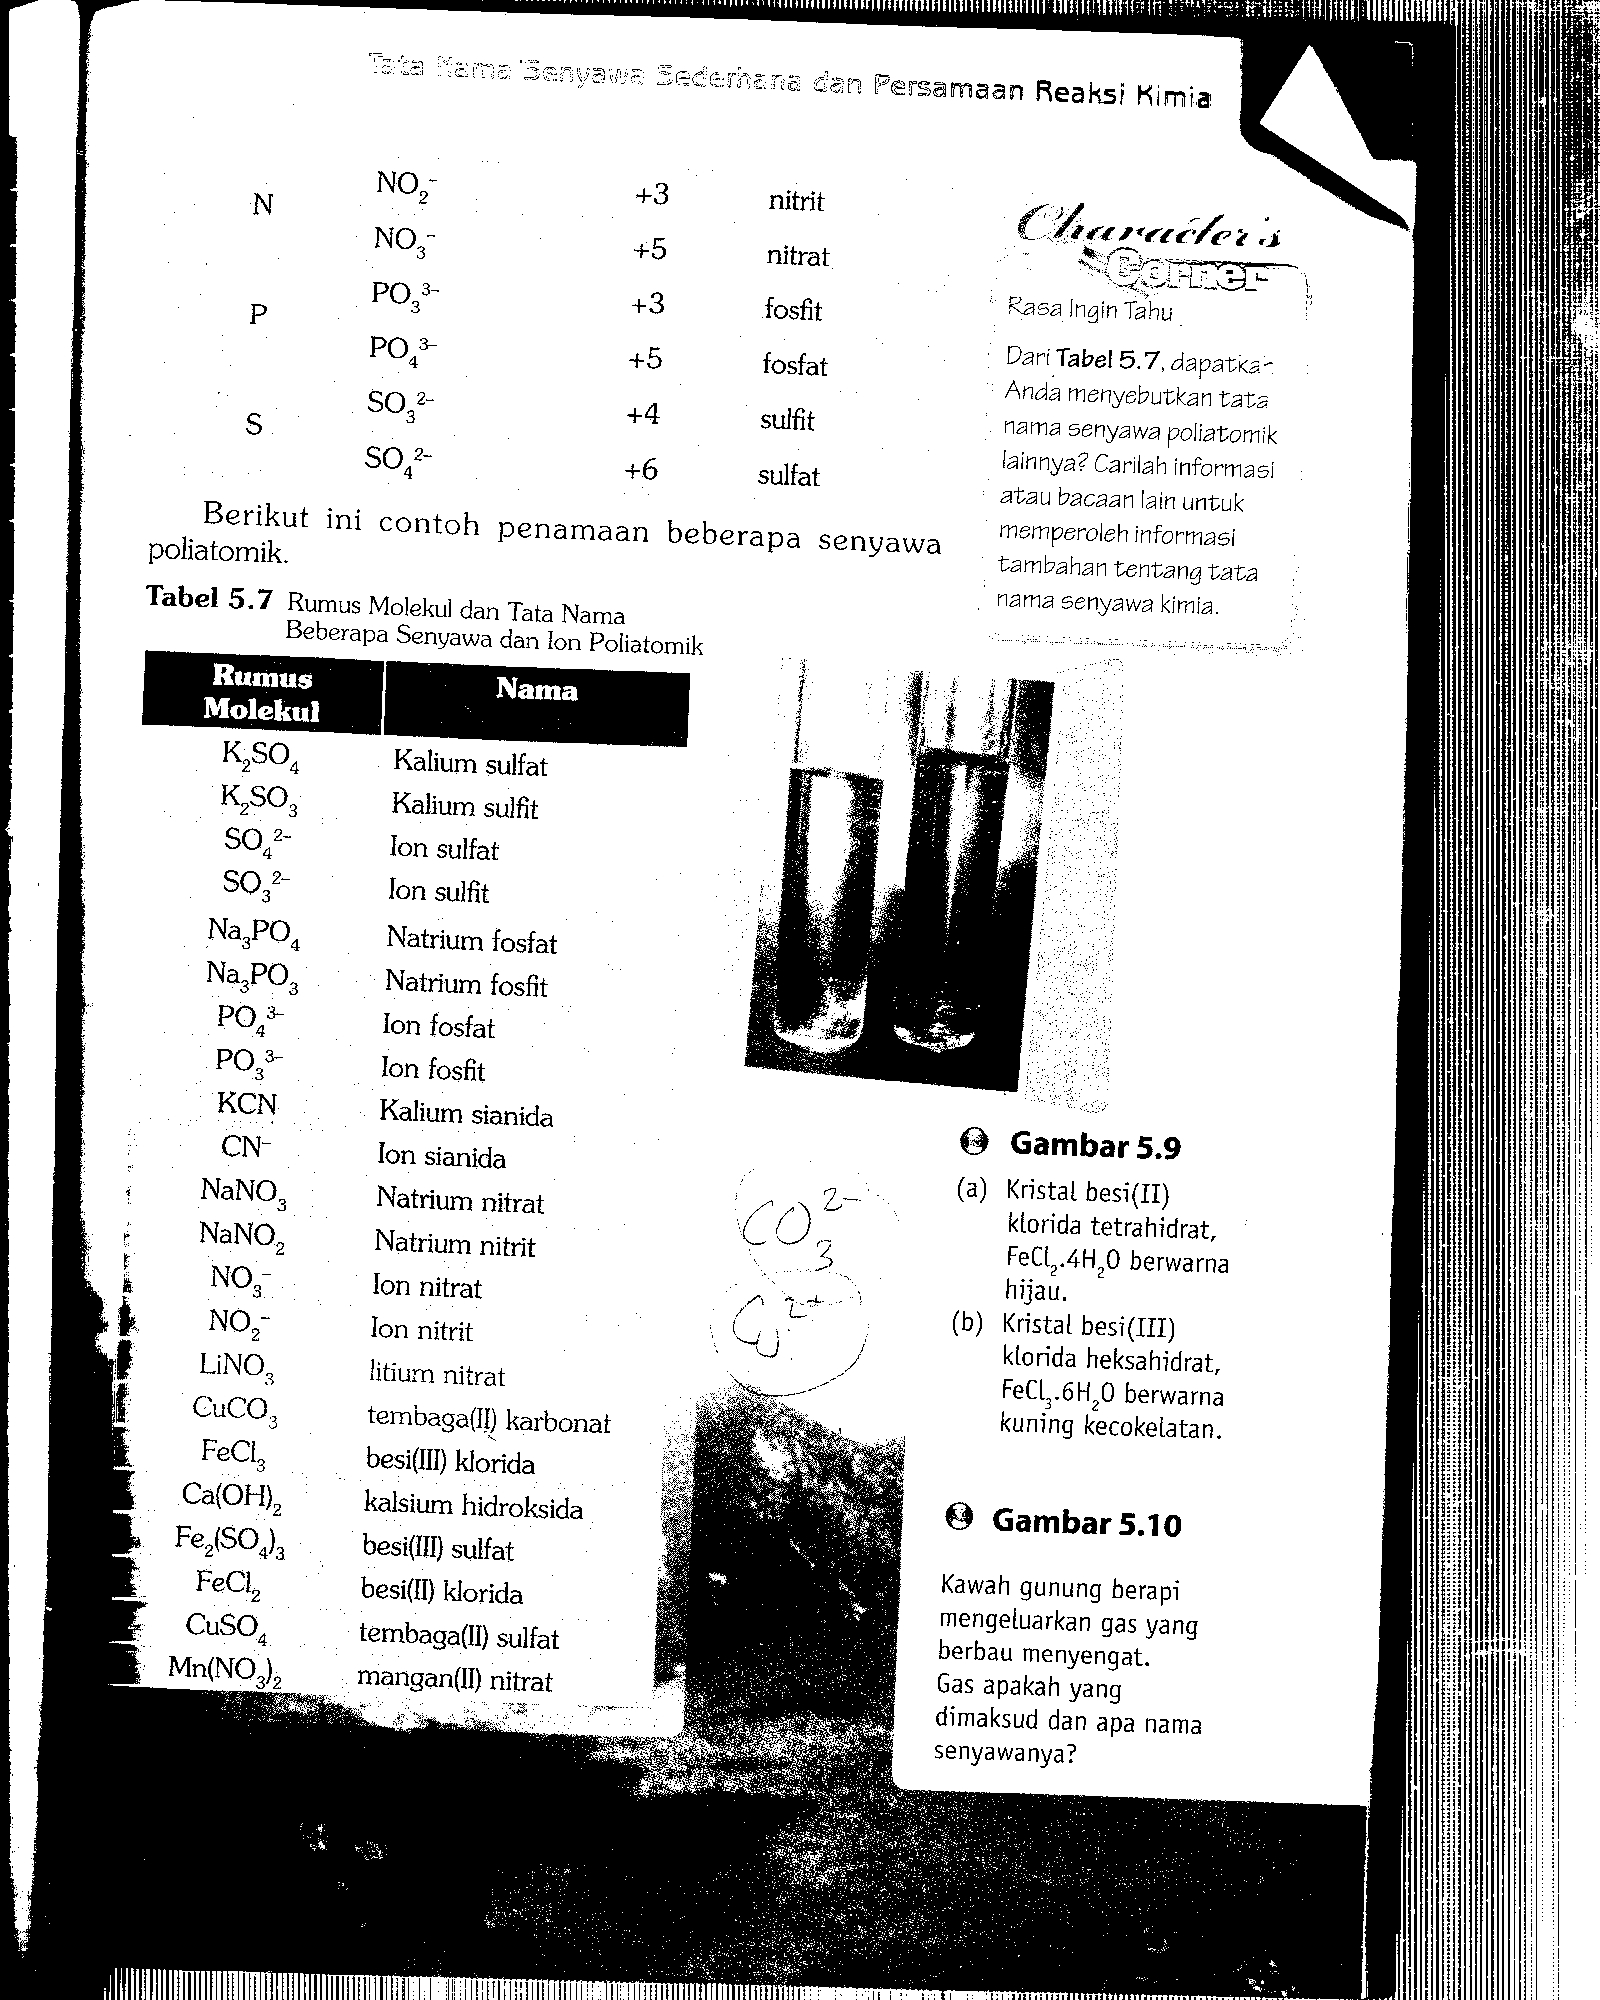 Tata Nama Senyawa Sederhana dan Persamaan Reaksi Kimia
N NO₂⁻ +3 nitrit
NO₃⁻ +5 nitrat
P PO₃³⁻ +3 fosfit
PO₄³⁻ +5 fosfat
S SO₃²⁻ +4 sulfit
SO₄²⁻ +6 sulfat
Berikut ini contoh penamaan beberapa senyawa
poliatomik.
Tabel 5.7 Rumus Molekul dan Tata Nama
Beberapa Senyawa dan Ion Poliatomik
Rumus Molekul Nama
K₂SO₄ Kalium sulfat
K₂SO₃ Kalium sulfit
SO₄²⁻ Ion sulfat
SO₃²⁻ Ion sulfit
Na₃PO₄ Natrium fosfat
Na₃PO₃ Natrium fosfit
PO₄³⁻ Ion fosfat
PO₃³⁻ Ion fosfit
KCN Kalium sianida
CN⁻ Ion sianida
NaNO₃ Natrium nitrat
NaNO₂ Natrium nitrit
NO₃⁻ Ion nitrat
NO₂⁻ Ion nitrit
LiNO₃ litium nitrat
CuCO₃ tembaga(II) karbonat
FeCl₃ besi(III) klorida
Ca(OH)₂ kalsium hidroksida
Fe₂(SO₄)₃ besi(III) sulfat
FeCl₂ besi(II) klorida
CuSO₄ tembaga(II) sulfat
Mn(NO₃)₂ mangan(II) nitrat
Character's
Corner
Rasa Ingin Tahu
Dari Tabel 5.7, dapatka
Anda menyebutkan tata
nama senyawa poliatomik
lainnya? Carilah informasi
atau bacaan lain untuk
memperoleh informasi
tambahan tentang tata
nama senyawa kimia.
CO₃²⁻
Gambar 5.9
(a) Kristal besi(II)
klorida tetrahidrat,
FeCl₂.4H₂O berwarna
hijau.
(b) Kristal besi(III)
klorida heksahidrat,
FeCl₃.6H₂O berwarna
kuning kecokelatan.
Gambar 5.10
Kawah gunung berapi
mengeluarkan gas yang
berbau menyengat.
Gas apakah yang
dimaksud dan apa nama
senyawanya?